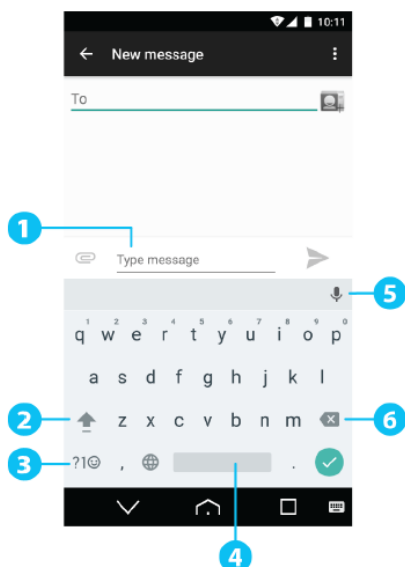 10:11
New message
To
1
Type message
5
1 2 3 4 5 6 7 8 9 0
q w e r t y u i o p
a s d f g h j k l
2 z x c v b n m 6
3 ?1☺ , .
4